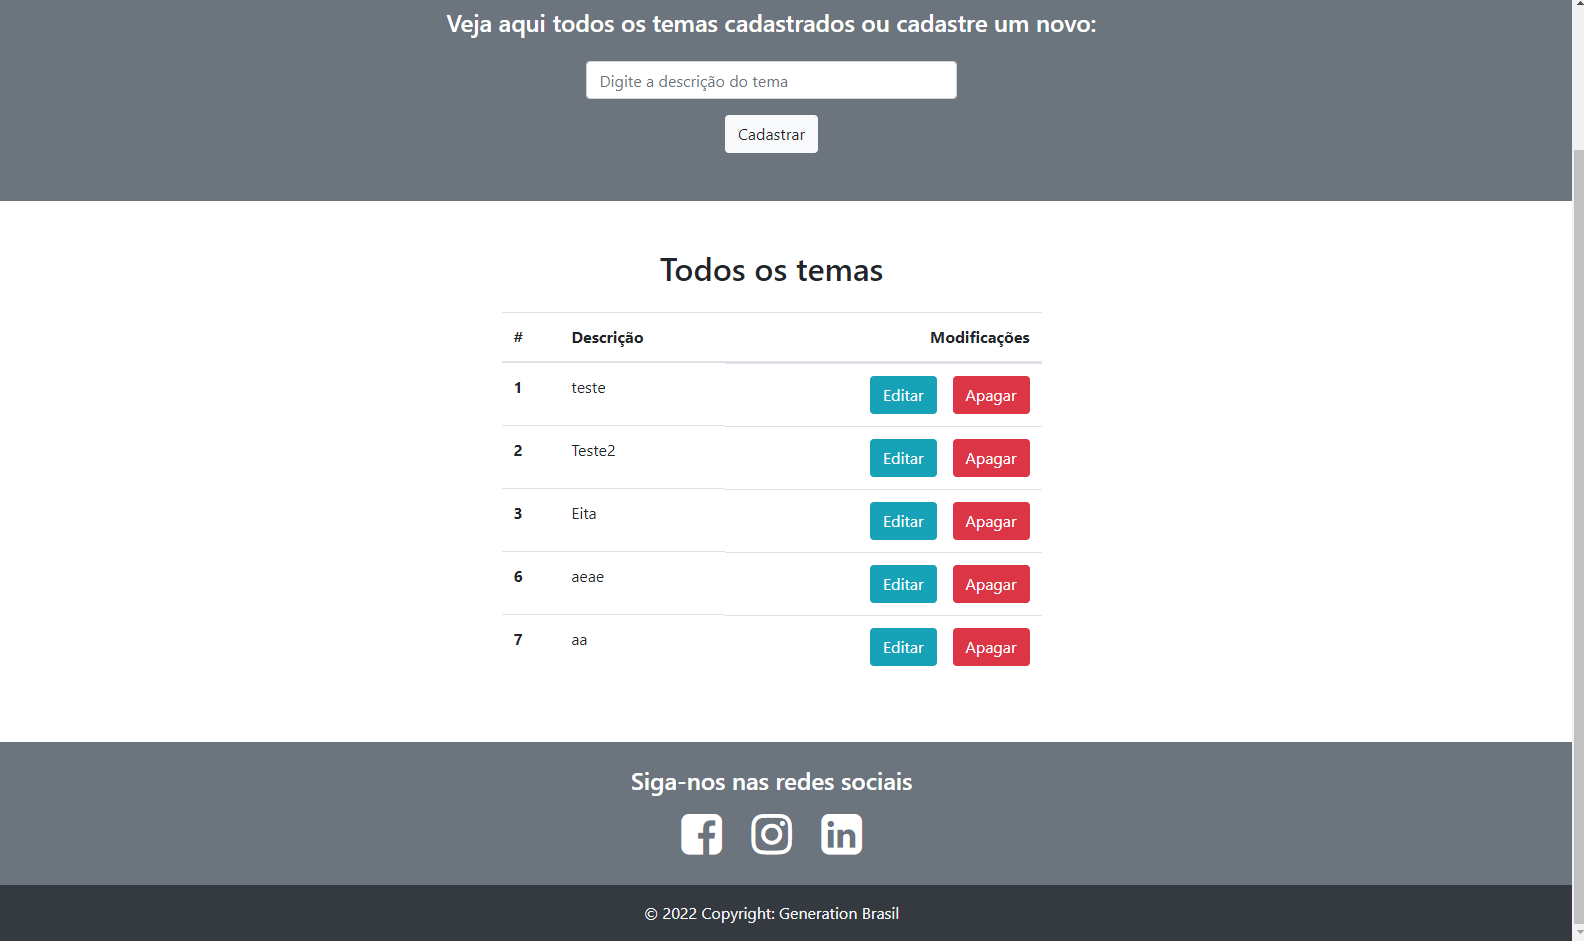 Veja aqui todos os temas cadastrados ou cadastre um novo:
Digite a descrição do tema
Cadastrar
Todos os temas
# Descrição Modificações
1 teste Editar Apagar
2 Teste2 Editar Apagar
3 Eita Editar Apagar
6 aeae Editar Apagar
7 aa Editar Apagar
Siga-nos nas redes sociais
© 2022 Copyright: Generation Brasil